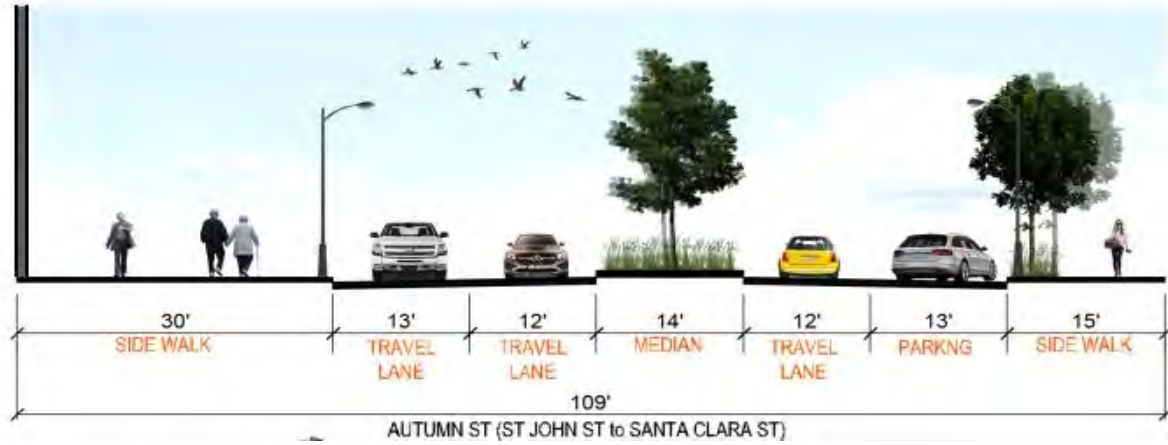 30' 13' 12' 14' 12' 13' 15'
SIDE WALK TRAVEL LANE TRAVEL LANE MEDIAN TRAVEL LANE PARKNG SIDE WALK
109'
AUTUMN ST (ST JOHN ST to SANTA CLARA ST)